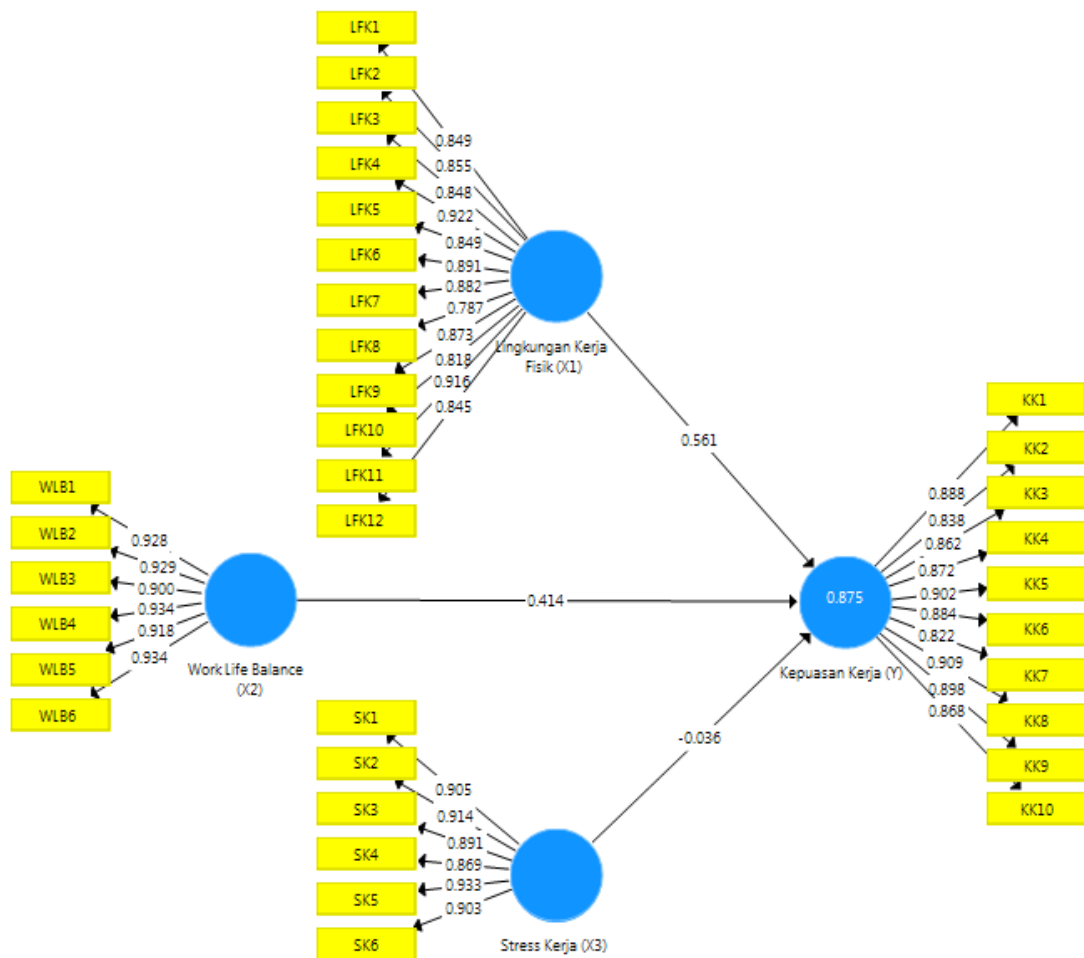 LFK1
LFK2
LFK3
LFK4
LFK5
LFK6
LFK7
LFK8
LFK9
LFK10
LFK11
LFK12
0.849
0.855
0.848
0.922
0.849
0.891
0.882
0.787
0.873
0.818
0.916
0.845
Lingkungan Kerja
Fisik (X1)
0.561
WLB1
WLB2
WLB3
WLB4
WLB5
WLB6
0.928
0.929
0.900
0.934
0.918
0.934
Work Life Balance
(X2)
0.414
SK1
SK2
SK3
SK4
SK5
SK6
0.905
0.914
0.891
0.869
0.933
0.903
Stress Kerja (X3)
-0.036
0.875
Kepuasan Kerja (Y)
0.888
0.838
0.862
0.872
0.902
0.884
0.822
0.909
0.898
0.868
KK1
KK2
KK3
KK4
KK5
KK6
KK7
KK8
KK9
KK10